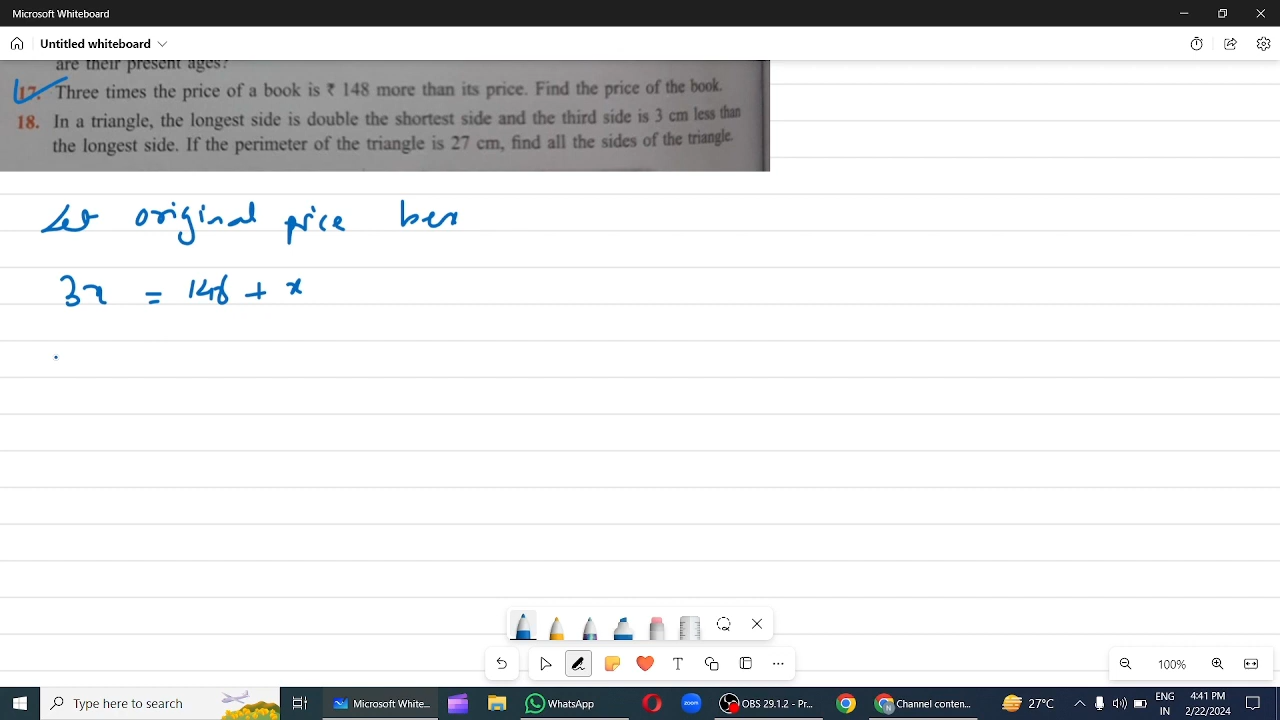 Microsoft Whiteboard
Untitled whiteboard
are their present ages?
17. Three times the price of a book is ₹ 148 more than its price. Find the price of the book.
18. In a triangle, the longest side is double the shortest side and the third side is 3 cm less than
the longest side. If the perimeter of the triangle is 27 cm, find all the sides of the triangle.
Let original price be x
3x = 148 + x
100%
Type here to search
Microsoft White...
WhatsApp
zoom
OBS 29.1.2 - Pr...
Channel conten...
27°C
ENG
IN
4:41 PM
2/22/2024